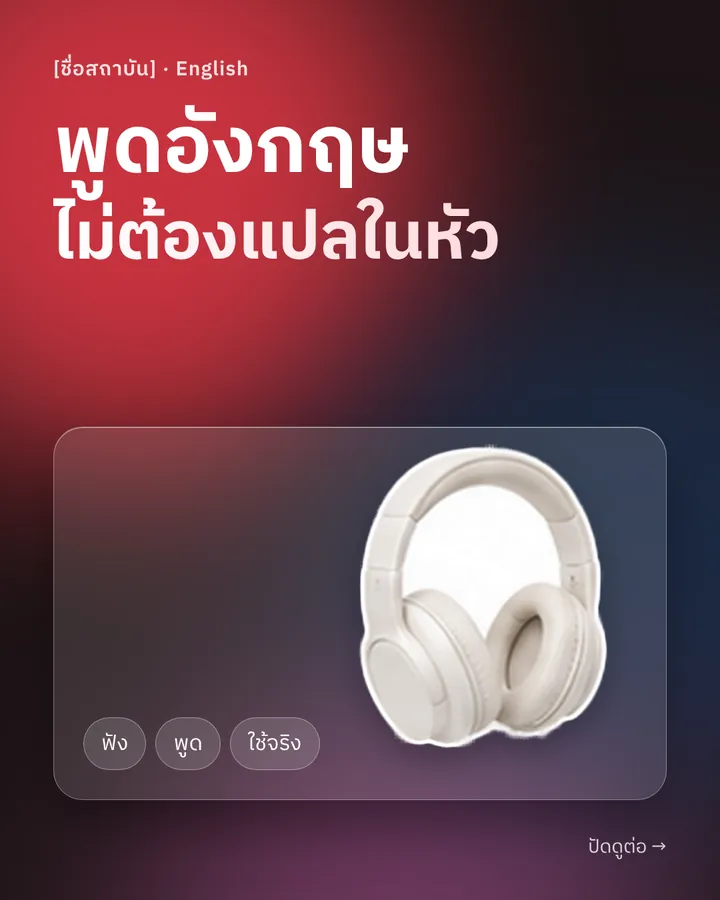 [ชื่อสถาบัน] · English
พูดอังกฤษ
ไม่ต้องแปลในหัว
ฟัง พูด ใช้จริง
ปัดดูต่อ →